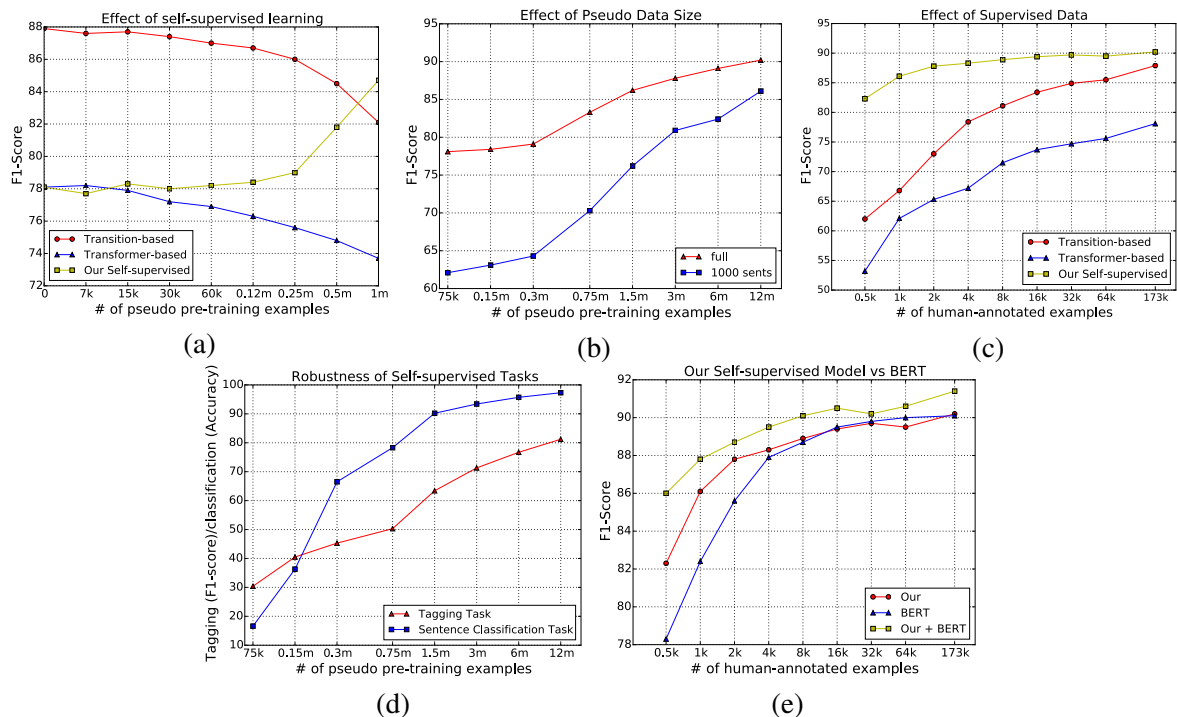 Effect of self-supervised learning
88
86
84
82
80
78
76
74
72
F1-Score
Transition-based
Transformer-based
Our Self-supervised
0 7k 15k 30k 60k 0.12m 0.25m 0.5m 1m
# of pseudo pre-training examples
(a)
Effect of Pseudo Data Size
95
90
85
80
75
70
65
60
F1-Score
full
1000 sents
75k 0.15m 0.3m 0.75m 1.5m 3m 6m 12m
# of pseudo pre-training examples
(b)
Effect of Supervised Data
95
90
85
80
75
70
65
60
55
50
F1-Score
Transition-based
Transformer-based
Our Self-supervised
0.5k 1k 2k 4k 8k 16k 32k 64k 173k
# of human-annotated examples
(c)
Robustness of Self-supervised Tasks
100
90
80
70
60
50
40
30
20
10
Tagging (F1-score)/classification (Accuracy)
Tagging Task
Sentence Classification Task
75k 0.15m 0.3m 0.75m 1.5m 3m 6m 12m
# of pseudo pre-training examples
(d)
Our Self-supervised Model vs BERT
92
90
88
86
84
82
80
78
F1-Score
Our
BERT
Our + BERT
0.5k 1k 2k 4k 8k 16k 32k 64k 173k
# of human-annotated examples
(e)